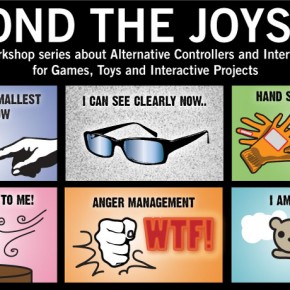 OND THE JOYS
rkshop series about Alternative Controllers and Inter
for Games, Toys and Interactive Projects
MALLEST
OW
I CAN SEE CLEARLY NOW..
HAND S
TO ME!
ANGER MANAGEMENT
WTF!
I AM